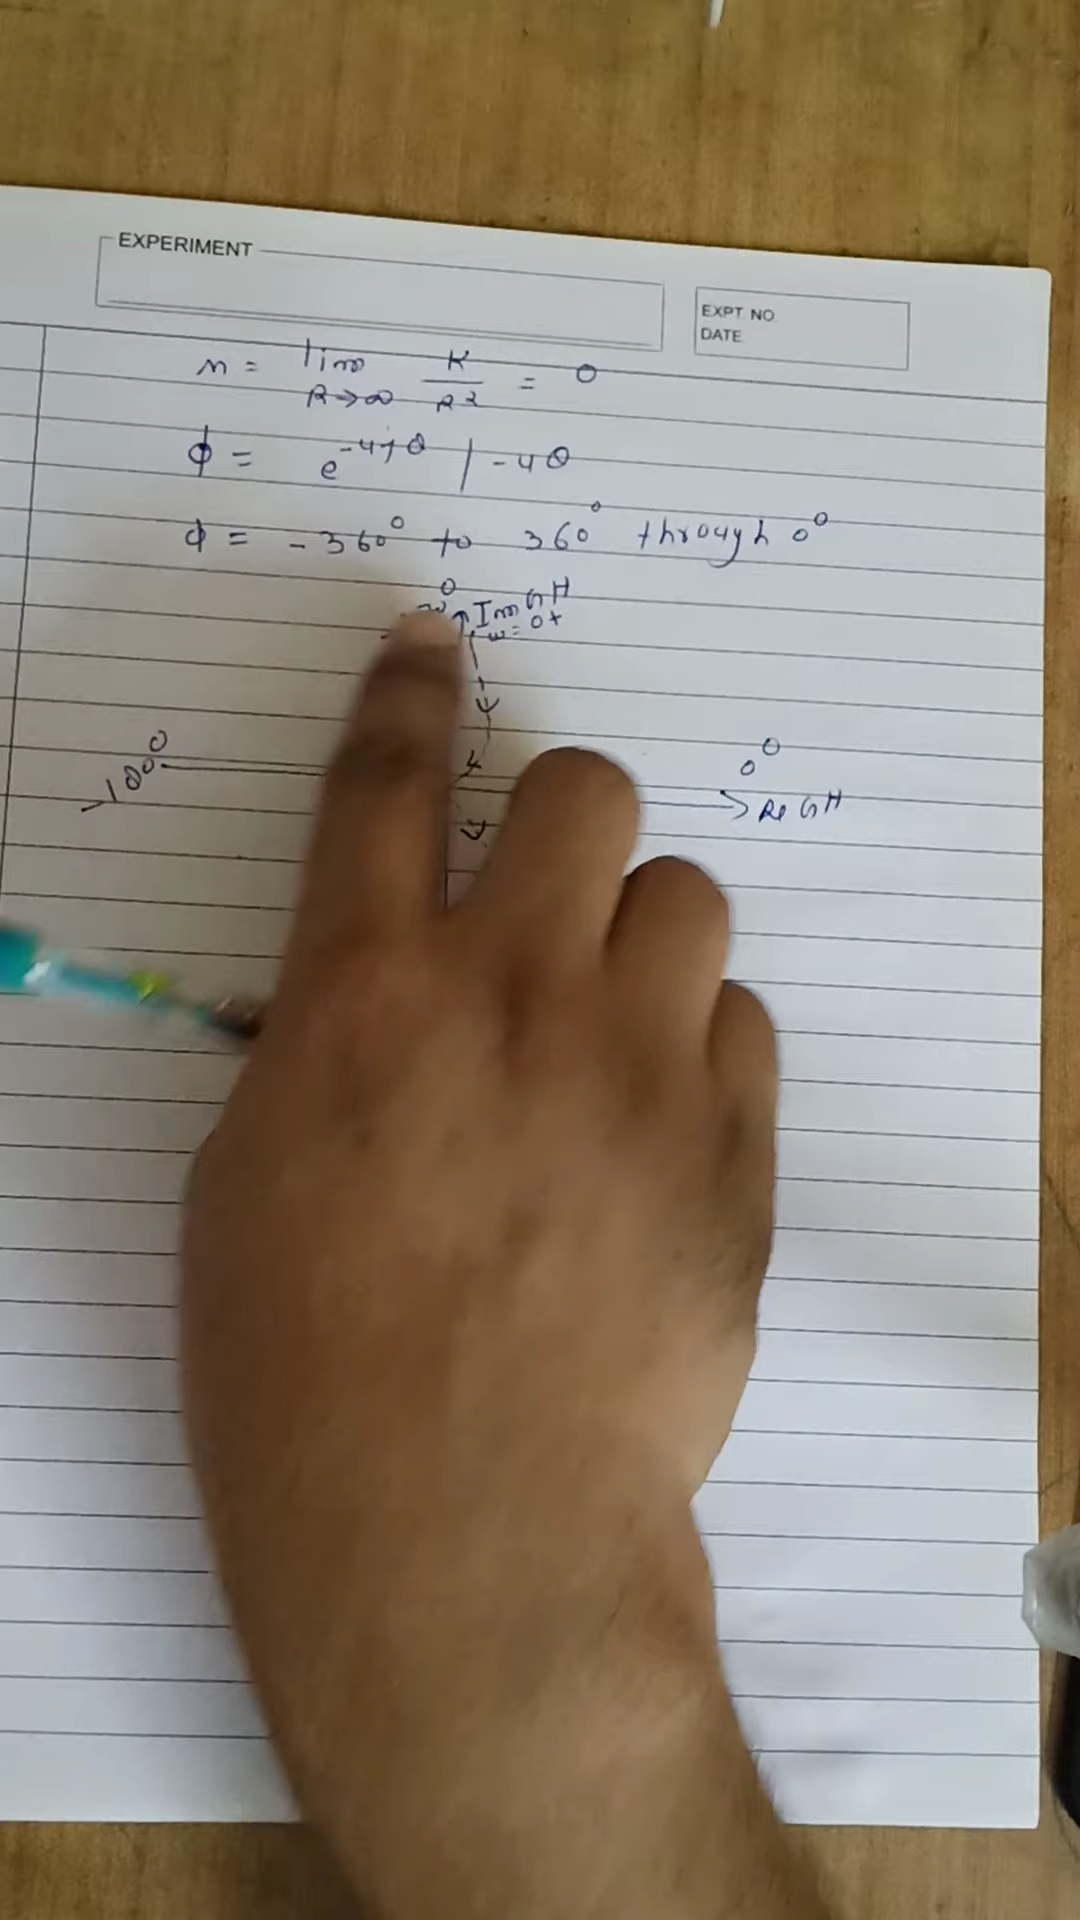 EXPERIMENT
EXPT. NO.
DATE
M = lim R→∞ K/R² = 0
ϕ = e^-4jθ | -4θ
ϕ = -360° to 360° through 0°
Im GH
ω = 0+
-180°
0°
Re GH